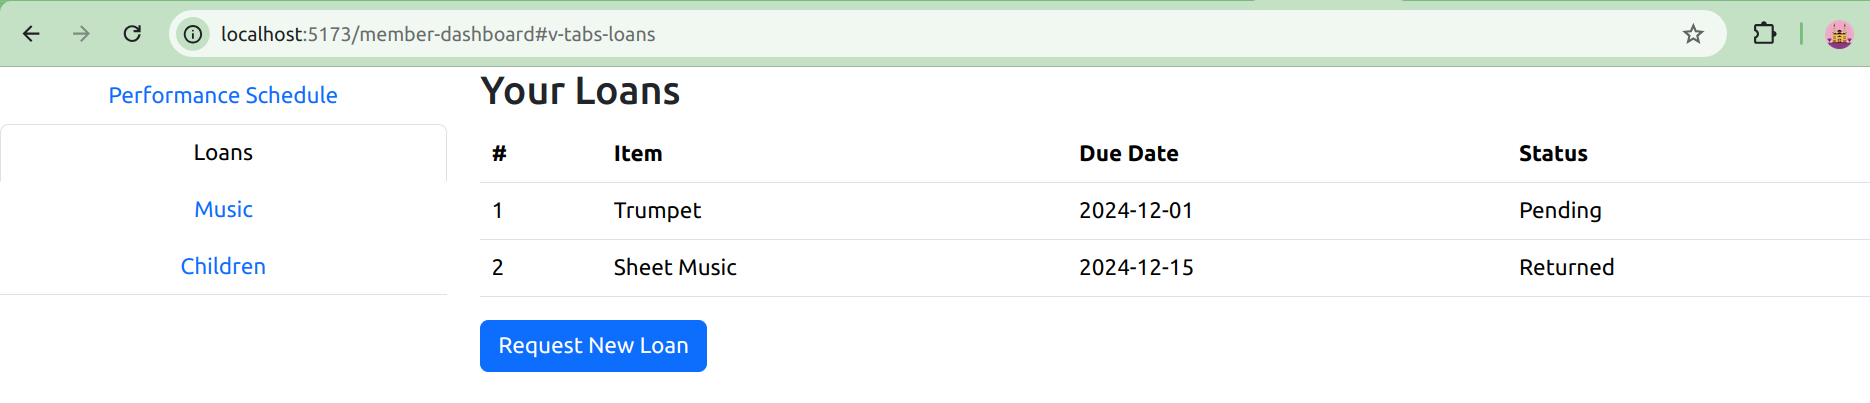 localhost:5173/member-dashboard#v-tabs-loans
Performance Schedule
Loans
Music
Children
Your Loans
# Item Due Date Status
1 Trumpet 2024-12-01 Pending
2 Sheet Music 2024-12-15 Returned
Request New Loan